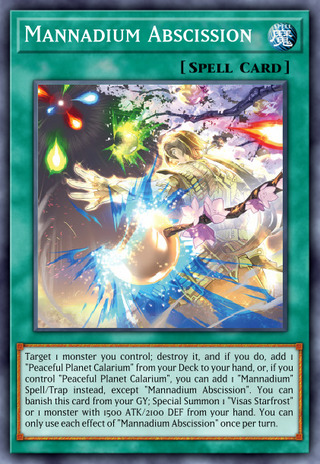 Mannadium Abscission
魔
[ Spell Card ]
Target 1 monster you control; destroy it, and if you do, add 1
"Peaceful Planet Calarium" from your Deck to your hand, or, if you
control "Peaceful Planet Calarium", you can add 1 "Mannadium"
Spell/Trap instead, except "Mannadium Abscission". You can
banish this card from your GY; Special Summon 1 "Visas Starfrost"
or 1 monster with 1500 ATK/2100 DEF from your hand. You can
only use each effect of "Mannadium Abscission" once per turn.